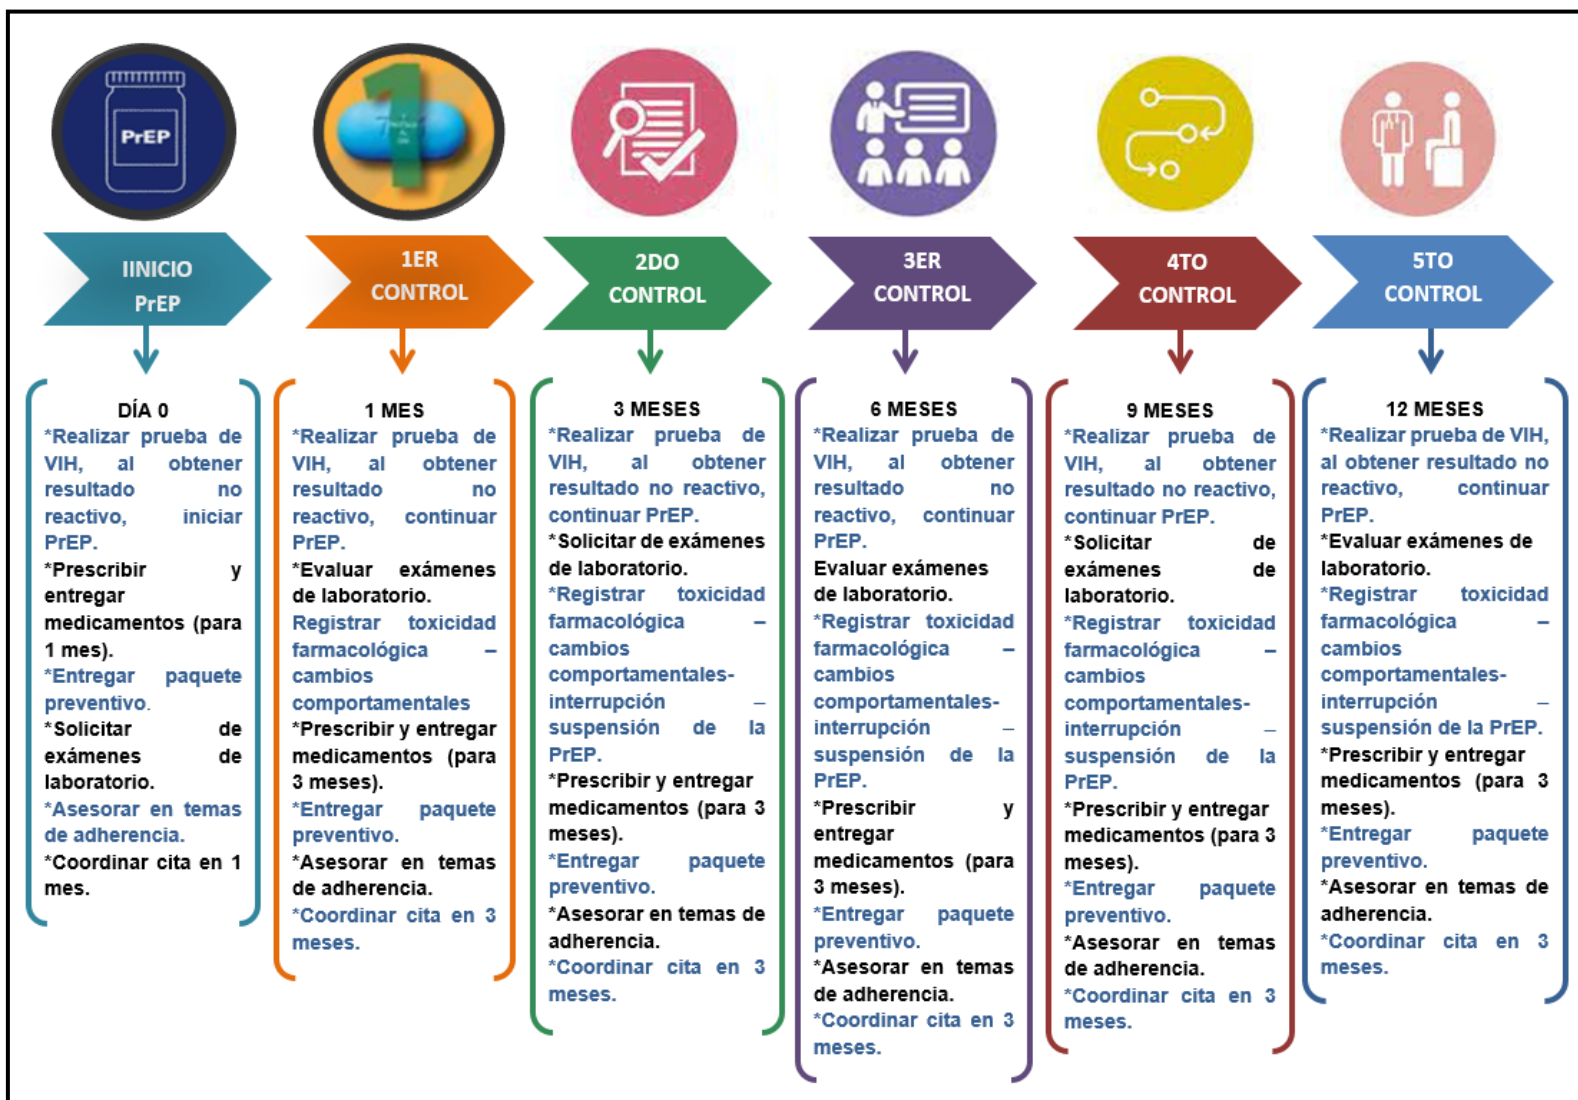 PrEP
1
IINICIO
PrEP
DÍA 0
*Realizar prueba de
VIH, al obtener
resultado no
reactivo, iniciar
PrEP.
*Prescribir y
entregar
medicamentos (para
1 mes).
*Entregar paquete
preventivo.
*Solicitar de
exámenes de
laboratorio.
*Asesorar en temas
de adherencia.
*Coordinar cita en 1
mes.
1ER
CONTROL
1 MES
*Realizar prueba de
VIH, al obtener
resultado no
reactivo, continuar
PrEP.
*Evaluar exámenes
de laboratorio.
Registrar toxicidad
farmacológica –
cambios
comportamentales
*Prescribir y entregar
medicamentos (para
3 meses).
*Entregar paquete
preventivo.
*Asesorar en temas
de adherencia.
*Coordinar cita en 3
meses.
2DO
CONTROL
3 MESES
*Realizar prueba de
VIH, al obtener
resultado no reactivo,
continuar PrEP.
*Solicitar de exámenes
de laboratorio.
*Registrar toxicidad
farmacológica –
cambios
comportamentales-
interrupción –
suspensión de la
PrEP.
*Prescribir y entregar
medicamentos (para 3
meses).
*Entregar paquete
preventivo.
*Asesorar en temas de
adherencia.
*Coordinar cita en 3
meses.
3ER
CONTROL
6 MESES
*Realizar prueba de
VIH, al obtener
resultado no
reactivo, continuar
PrEP.
Evaluar exámenes
de laboratorio.
*Registrar toxicidad
farmacológica –
cambios
comportamentales-
interrupción –
suspensión de la
PrEP.
*Prescribir y
entregar
medicamentos (para
3 meses).
*Entregar paquete
preventivo.
*Asesorar en temas
de adherencia.
*Coordinar cita en 3
meses.
4TO
CONTROL
9 MESES
*Realizar prueba de
VIH, al obtener
resultado no reactivo,
continuar PrEP.
*Solicitar de
exámenes de
laboratorio.
*Registrar toxicidad
farmacológica –
cambios
comportamentales-
interrupción –
suspensión de la
PrEP.
*Prescribir y entregar
medicamentos (para 3
meses).
*Entregar paquete
preventivo.
*Asesorar en temas
de adherencia.
*Coordinar cita en 3
meses.
5TO
CONTROL
12 MESES
*Realizar prueba de VIH,
al obtener resultado no
reactivo, continuar
PrEP.
*Evaluar exámenes de
laboratorio.
*Registrar toxicidad
farmacológica –
cambios
comportamentales-
interrupción –
suspensión de la PrEP.
*Prescribir y entregar
medicamentos (para 3
meses).
*Entregar paquete
preventivo.
*Asesorar en temas de
adherencia.
*Coordinar cita en 3
meses.